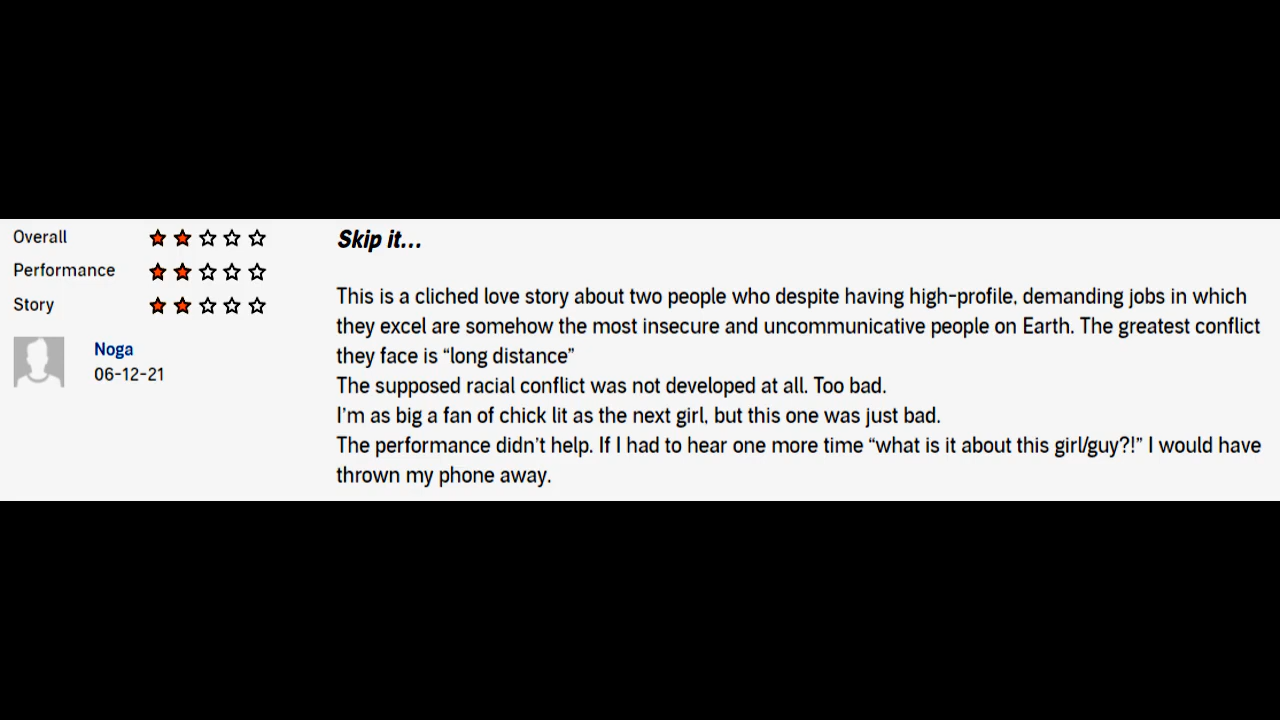 Overall
Performance
Story
Noga
06-12-21
Skip it...
This is a cliched love story about two people who despite having high-profile, demanding jobs in which
they excel are somehow the most insecure and uncommunicative people on Earth. The greatest conflict
they face is “long distance”
The supposed racial conflict was not developed at all. Too bad.
I’m as big a fan of chick lit as the next girl, but this one was just bad.
The performance didn’t help. If I had to hear one more time “what is it about this girl/guy?!” I would have
thrown my phone away.